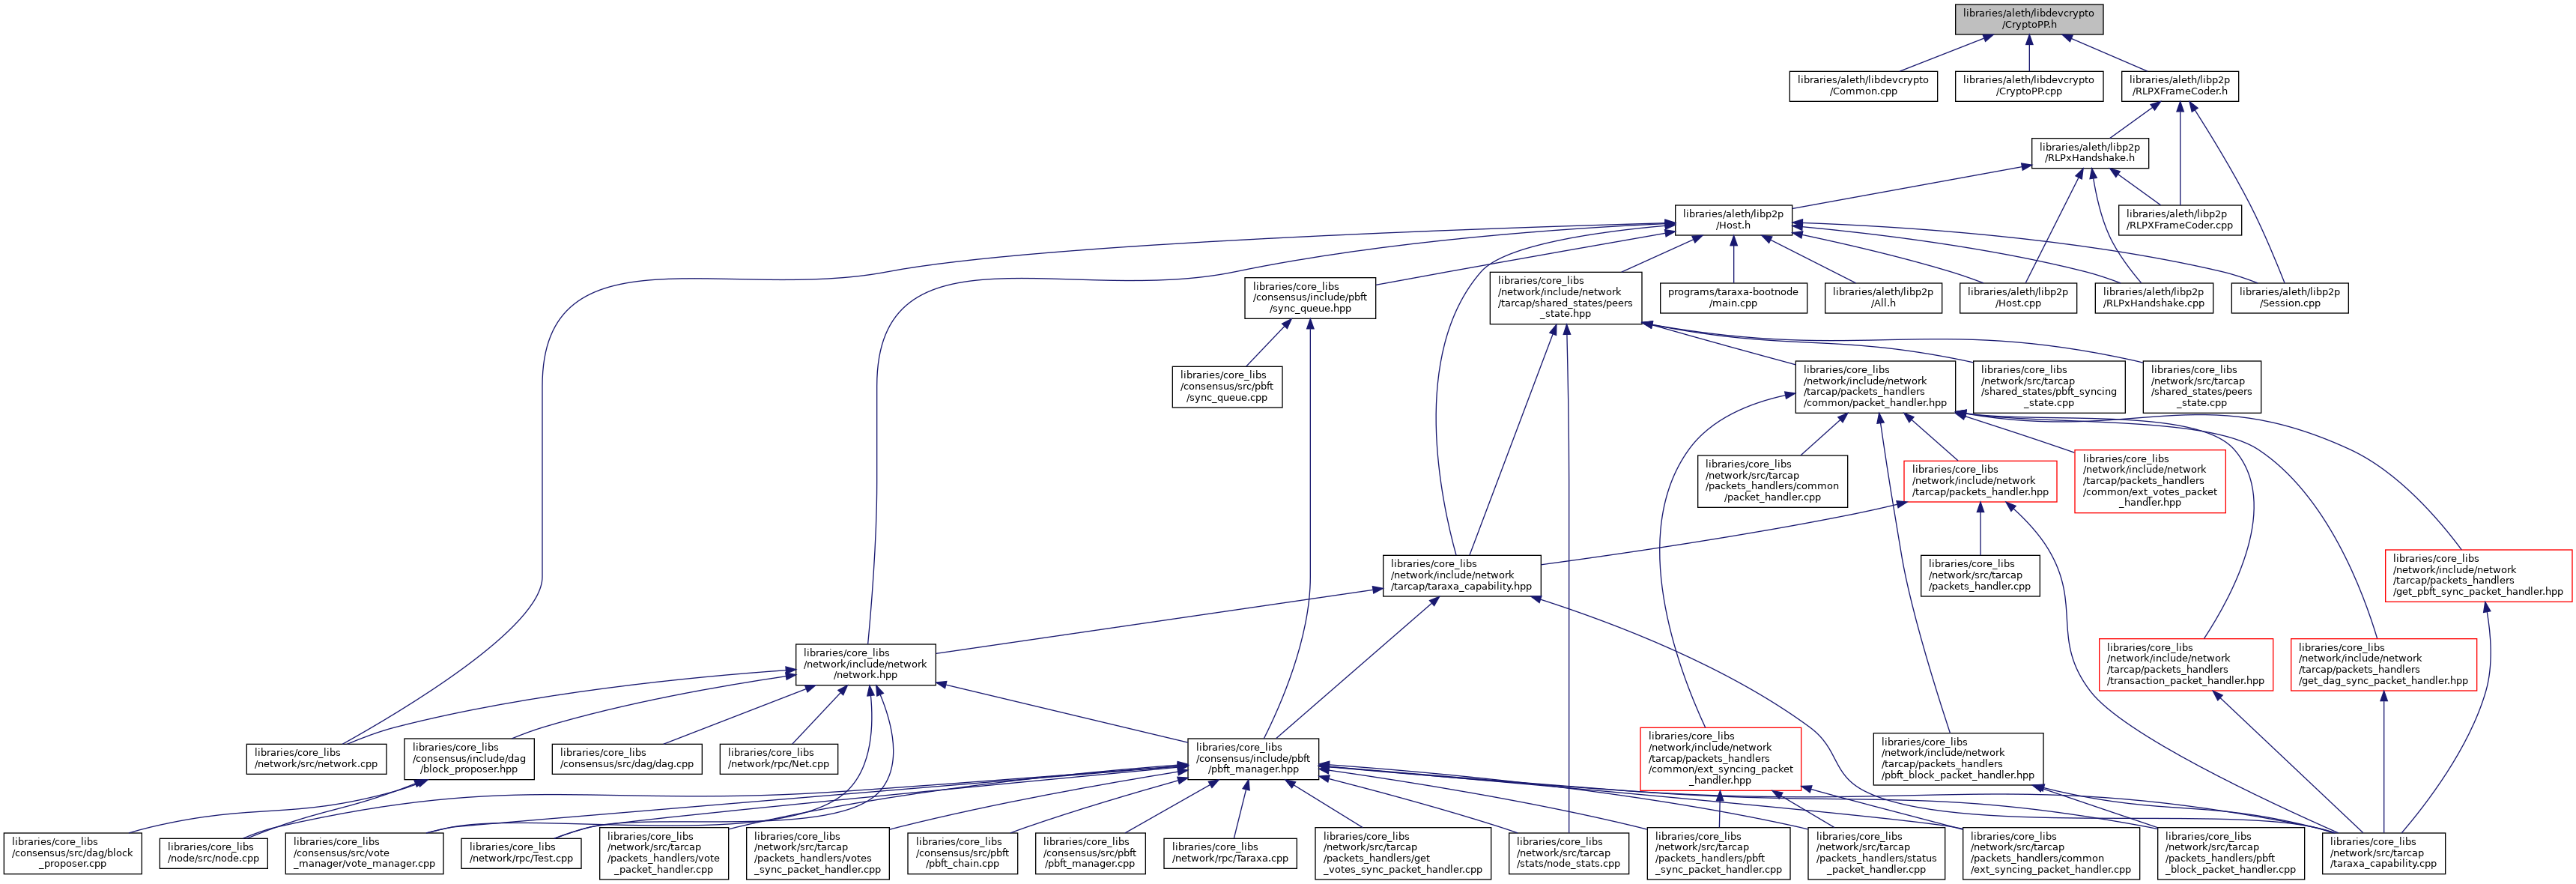 libraries/aleth/libdevcrypto
/CryptoPP.h
libraries/aleth/libdevcrypto
/Common.cpp
libraries/aleth/libdevcrypto
/CryptoPP.cpp
libraries/aleth/libp2p
/RLPXFrameCoder.h
libraries/aleth/libp2p
/RLPxHandshake.h
libraries/aleth/libp2p
/Host.h
libraries/aleth/libp2p
/RLPXFrameCoder.cpp
libraries/core_libs
/consensus/include/pbft
/sync_queue.hpp
libraries/core_libs
/network/include/network
/tarcap/shared_states/peers
_state.hpp
programs/taraxa-bootnode
/main.cpp
libraries/aleth/libp2p
/All.h
libraries/aleth/libp2p
/Host.cpp
libraries/aleth/libp2p
/RLPxHandshake.cpp
libraries/aleth/libp2p
/Session.cpp
libraries/core_libs
/consensus/src/pbft
/sync_queue.cpp
libraries/core_libs
/network/include/network
/tarcap/packets_handlers
/common/packet_handler.hpp
libraries/core_libs
/network/src/tarcap
/shared_states/pbft_syncing
_state.cpp
libraries/core_libs
/network/src/tarcap
/shared_states/peers
_state.cpp
libraries/core_libs
/network/src/tarcap
/packets_handlers/common
/packet_handler.cpp
libraries/core_libs
/network/include/network
/tarcap/packets_handler.hpp
libraries/core_libs
/network/include/network
/tarcap/packets_handlers
/common/ext_votes_packet
_handler.hpp
libraries/core_libs
/network/include/network
/tarcap/taraxa_capability.hpp
libraries/core_libs
/network/src/tarcap
/packets_handler.cpp
libraries/core_libs
/network/include/network
/tarcap/packets_handlers
/get_pbft_sync_packet_handler.hpp
libraries/core_libs
/network/include/network
/network.hpp
libraries/core_libs
/network/include/network
/tarcap/packets_handlers
/transaction_packet_handler.hpp
libraries/core_libs
/network/include/network
/tarcap/packets_handlers
/get_dag_sync_packet_handler.hpp
libraries/core_libs
/network/src/network.cpp
libraries/core_libs
/consensus/include/dag
/block_proposer.hpp
libraries/core_libs
/consensus/src/dag/dag.cpp
libraries/core_libs
/network/rpc/Net.cpp
libraries/core_libs
/consensus/include/pbft
/pbft_manager.hpp
libraries/core_libs
/network/include/network
/tarcap/packets_handlers
/common/ext_syncing_packet
_handler.hpp
libraries/core_libs
/network/include/network
/tarcap/packets_handlers
/pbft_block_packet_handler.hpp
libraries/core_libs
/consensus/src/dag/block
_proposer.cpp
libraries/core_libs
/node/src/node.cpp
libraries/core_libs
/consensus/src/vote
_manager/vote_manager.cpp
libraries/core_libs
/network/rpc/Test.cpp
libraries/core_libs
/network/src/tarcap
/packets_handlers/vote
_packet_handler.cpp
libraries/core_libs
/network/src/tarcap
/packets_handlers/votes
_sync_packet_handler.cpp
libraries/core_libs
/consensus/src/pbft
/pbft_chain.cpp
libraries/core_libs
/consensus/src/pbft
/pbft_manager.cpp
libraries/core_libs
/network/rpc/Taraxa.cpp
libraries/core_libs
/network/src/tarcap
/packets_handlers/get
_votes_sync_packet_handler.cpp
libraries/core_libs
/network/src/tarcap
/stats/node_stats.cpp
libraries/core_libs
/network/src/tarcap
/packets_handlers/pbft
_sync_packet_handler.cpp
libraries/core_libs
/network/src/tarcap
/packets_handlers/status
_packet_handler.cpp
libraries/core_libs
/network/src/tarcap
/packets_handlers/common
/ext_syncing_packet_handler.cpp
libraries/core_libs
/network/src/tarcap
/packets_handlers/pbft
_block_packet_handler.cpp
libraries/core_libs
/network/src/tarcap
/taraxa_capability.cpp